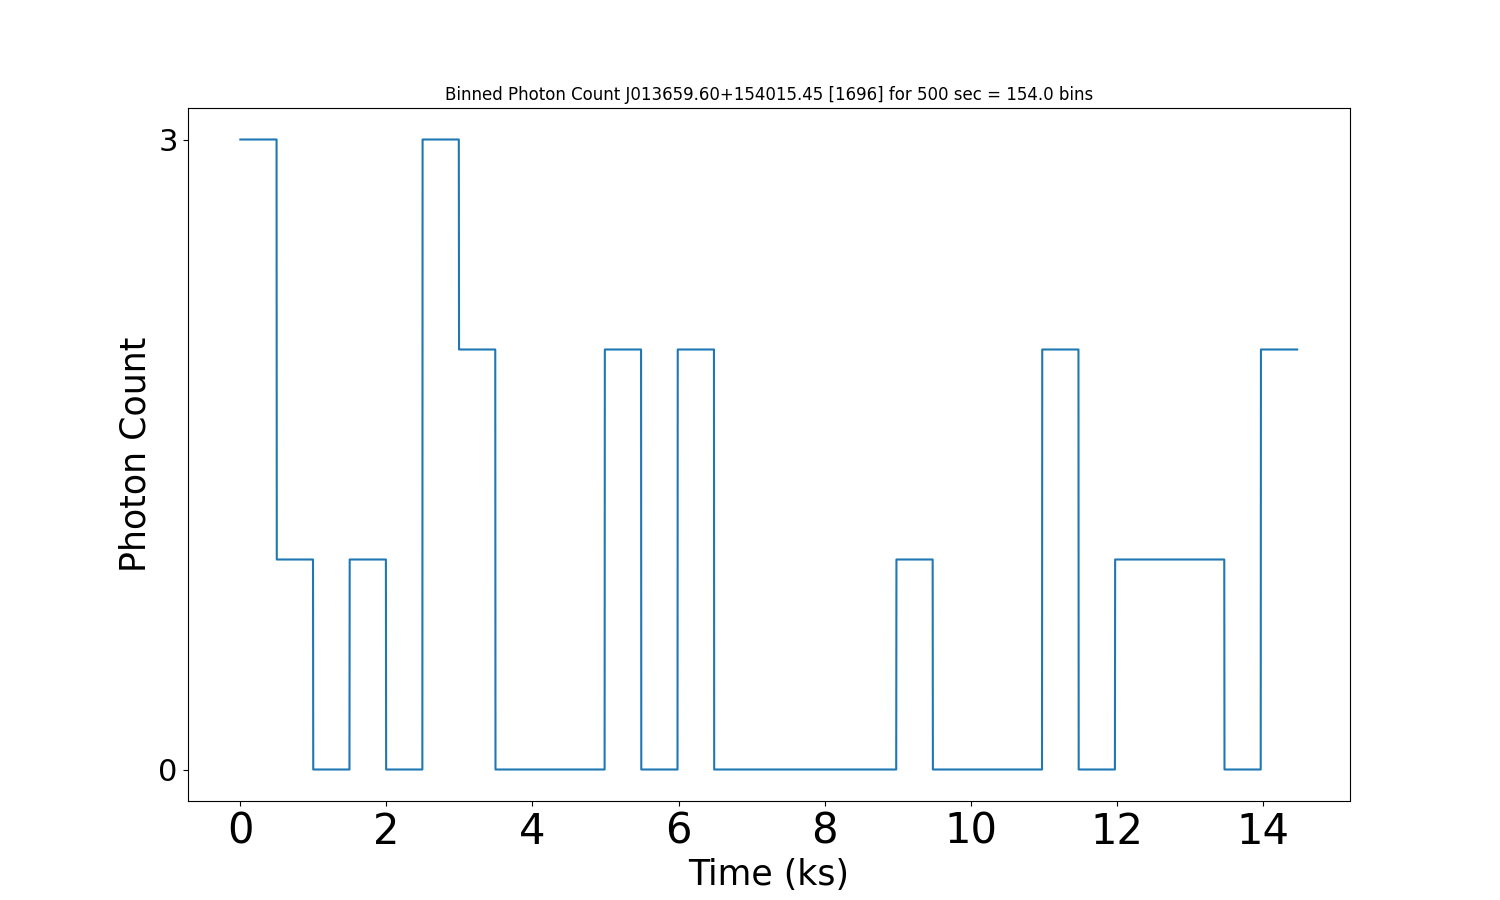 Binned Photon Count J013659.60+154015.45 [1696] for 500 sec = 154.0 bins
3
Photon Count
0
0 2 4 6 8 10 12 14
Time (ks)